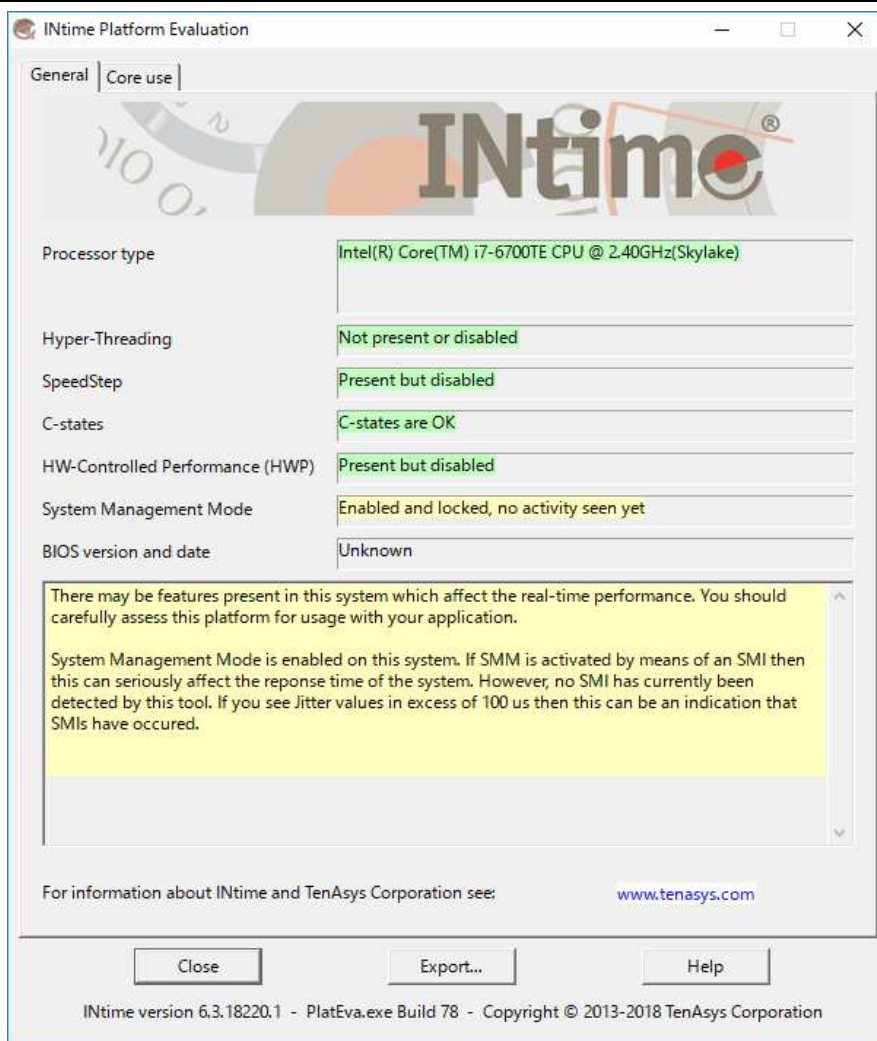 INtime Platform Evaluation
General
Core use
INtime®
Processor type
Intel(R) Core(TM) i7-6700TE CPU @ 2.40GHz(Skylake)
Hyper-Threading
Not present or disabled
SpeedStep
Present but disabled
C-states
C-states are OK
HW-Controlled Performance (HWP)
Present but disabled
System Management Mode
Enabled and locked, no activity seen yet
BIOS version and date
Unknown
There may be features present in this system which affect the real-time performance. You should
carefully assess this platform for usage with your application.
System Management Mode is enabled on this system. If SMM is activated by means of an SMI then
this can seriously affect the reponse time of the system. However, no SMI has currently been
detected by this tool. If you see Jitter values in excess of 100 us then this can be an indication that
SMIs have occured.
For information about INtime and TenAsys Corporation see:
www.tenasys.com
Close
Export...
Help
INtime version 6.3.18220.1 - PlatEva.exe Build 78 - Copyright © 2013-2018 TenAsys Corporation